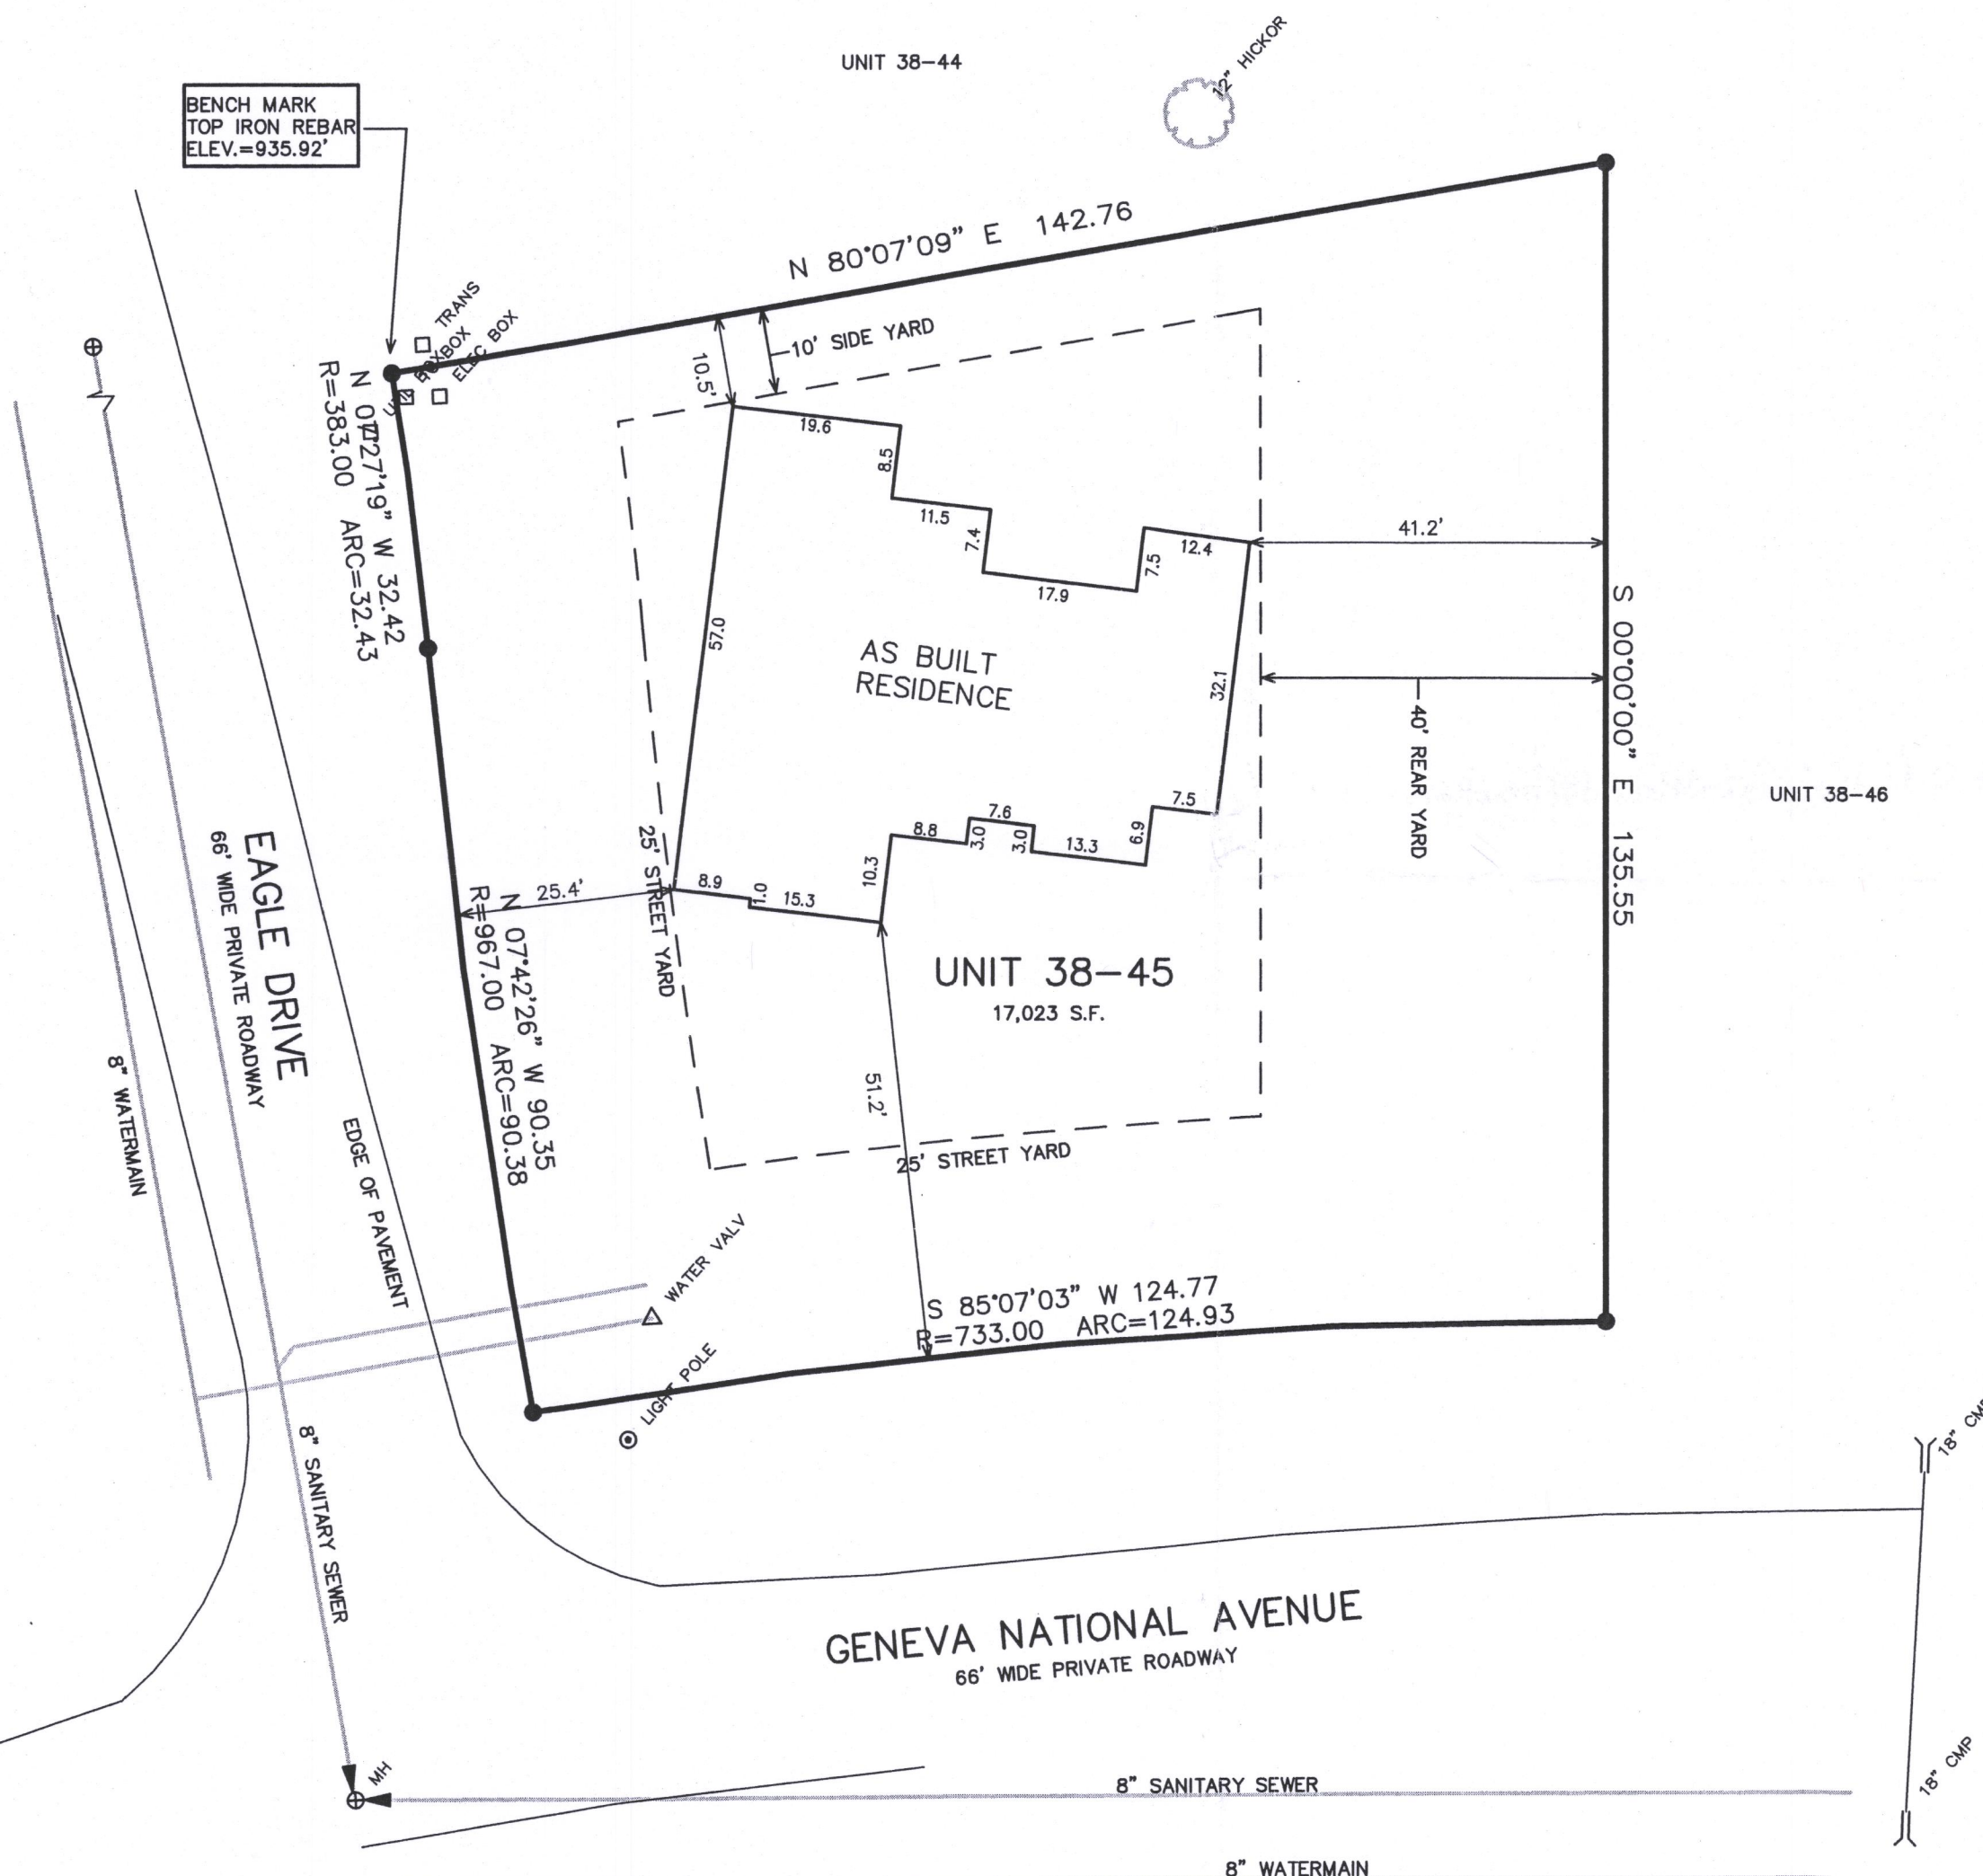 UNIT 38-44
12" HICKOR
BENCH MARK
TOP IRON REBAR
ELEV.=935.92'
N 80°07'09" E 142.76
TRANS
BOX
ELEC BOX
10.5'
10' SIDE YARD
N 07°27'19" W 32.42
R=383.00 ARC=32.43
19.6
8.5
11.5
7.4
17.9
7.5
12.4
41.2'
57.0
AS BUILT
RESIDENCE
32.1
40' REAR YARD
S 00°00'00" E 135.55
UNIT 38-46
7.5
6.9
13.3
3.0
7.6
3.0
8.8
10.3
15.3
1.0
8.9
25.4'
25' STREET YARD
N 07°42'26" W 90.35
R=967.00 ARC=90.38
EAGLE DRIVE
66' WIDE PRIVATE ROADWAY
8" WATERMAIN
EDGE OF PAVEMENT
UNIT 38-45
17,023 S.F.
51.2'
25' STREET YARD
WATER VALV
LIGHT POLE
S 85°07'03" W 124.77
R=733.00 ARC=124.93
8" SANITARY SEWER
18" CMP
GENEVA NATIONAL AVENUE
66' WIDE PRIVATE ROADWAY
MH
8" SANITARY SEWER
18" CMP
8" WATERMAIN